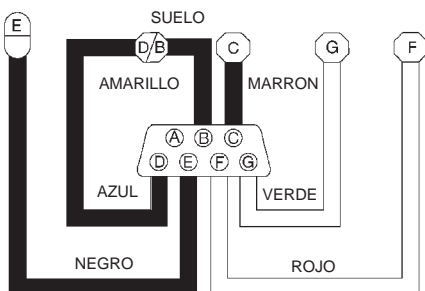 SUELO
E
D/B
C
G
F
AMARILLO
MARRON
A B C
D E F G
AZUL
VERDE
NEGRO
ROJO